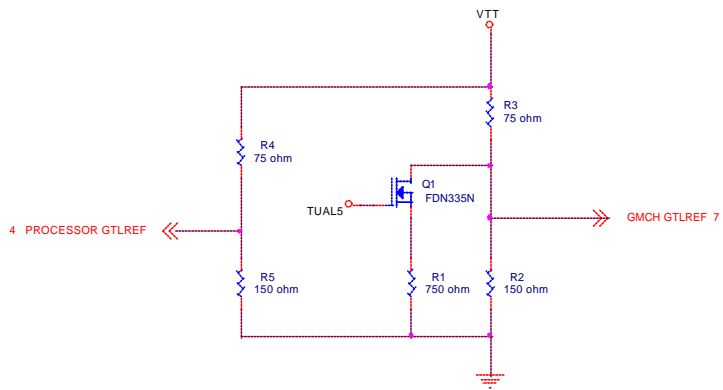 VTT
R3
75 ohm
R4
75 ohm
Q1
FDN335N
TUAL5
4 PROCESSOR GTLREF
GMCH GTLREF 7
R5
150 ohm
R1
750 ohm
R2
150 ohm